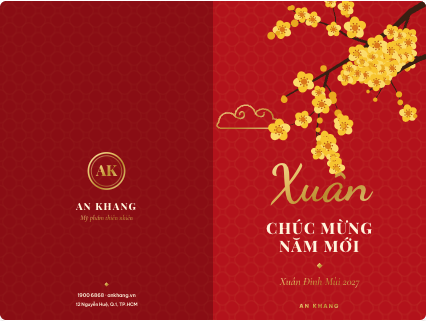 AK
AN KHANG
Mỹ phẩm thiên nhiên
1900 6868 · ankhang.vn
12 Nguyễn Huệ, Q.1, TP. HCM
Xuân
CHÚC MỪNG
NĂM MỚI
Xuân Đinh Mùi 2027
AN KHANG